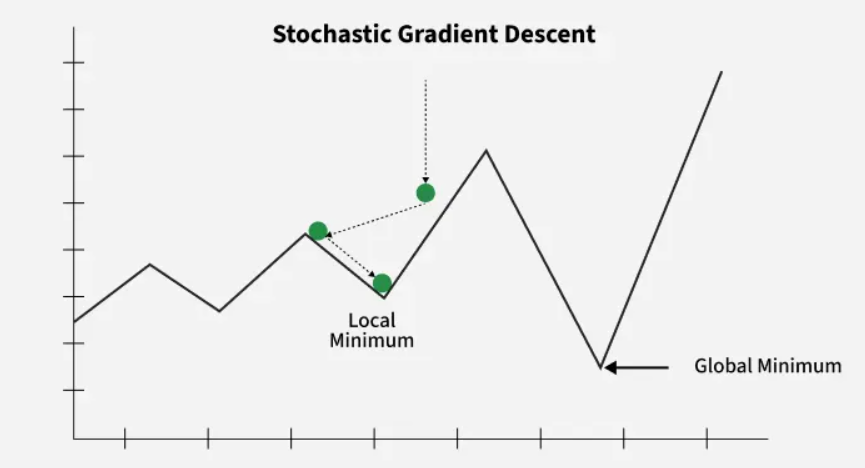 Stochastic Gradient Descent
Local
Minimum
Global Minimum